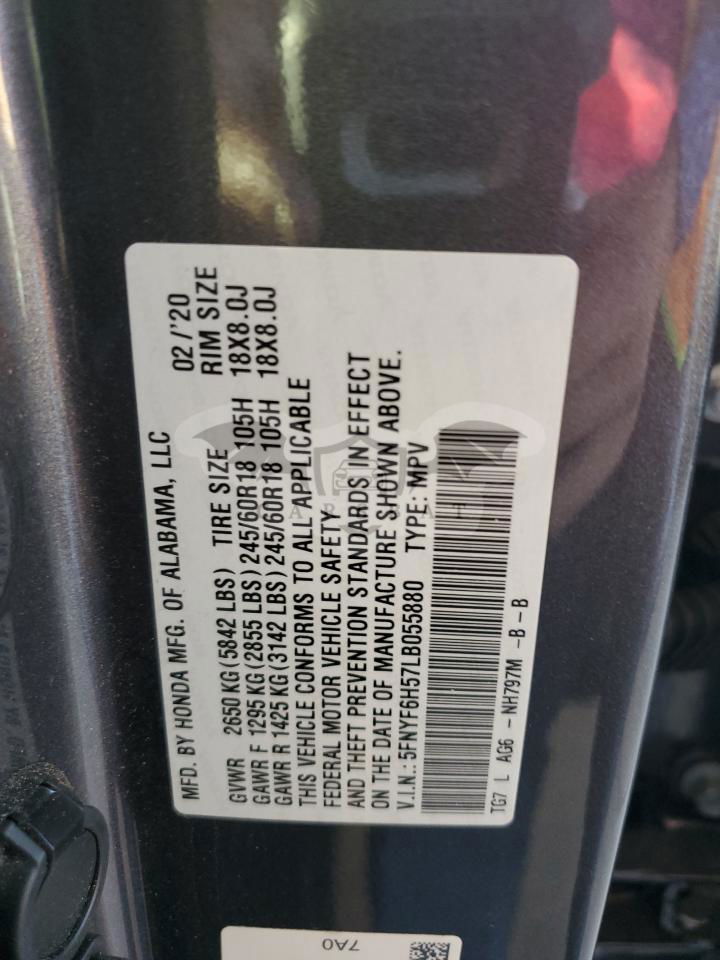 MFD. BY HONDA MFG. OF ALABAMA, LLC 02/'20
GVWR 2650 KG (5842 LBS) TIRE SIZE RIM SIZE
GAWR F 1295 KG (2855 LBS) 245/60R18 105H 18X8.0J
GAWR R 1425 KG (3142 LBS) 245/60R18 105H 18X8.0J
THIS VEHICLE CONFORMS TO ALL APPLICABLE
FEDERAL MOTOR VEHICLE SAFETY
AND THEFT PREVENTION STANDARDS IN EFFECT
ON THE DATE OF MANUFACTURE SHOWN ABOVE.
V.I.N.: 5FNYF6H57LB055880 TYPE: MPV
TG7 L AG6 -NH797M -B -B
7A0